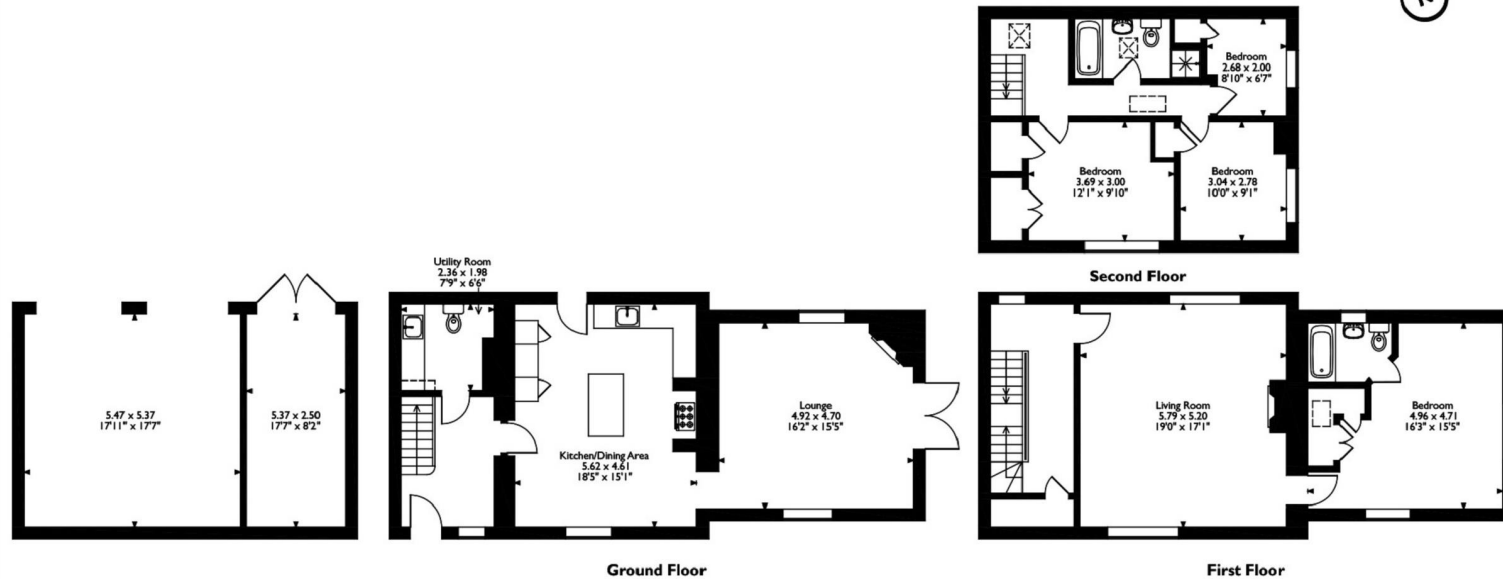 Bedroom
2.68 x 2.00
8'10" x 6'7"
Bedroom
3.69 x 3.00
12'1" x 9'10"
Bedroom
3.04 x 2.78
10'0" x 9'1"
Second Floor
5.47 x 5.37
17'11" x 17'7"
5.37 x 2.50
17'7" x 8'2"
Utility Room
2.36 x 1.98
7'9" x 6'6"
Kitchen/Dining Area
5.62 x 4.61
18'5" x 15'1"
Lounge
4.92 x 4.70
16'2" x 15'5"
Ground Floor
Living Room
5.79 x 5.20
19'0" x 17'1"
Bedroom
4.96 x 4.71
16'3" x 15'5"
First Floor